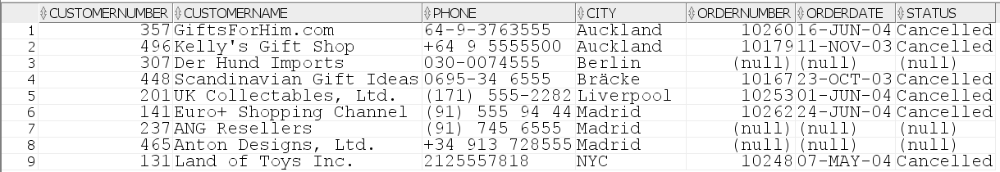 CUSTOMERNUMBER CUSTOMERNAME PHONE CITY ORDERNUMBER ORDERDATE STATUS
1 357 GiftsForHim.com 64-9-3763555 Auckland 10260 16-JUN-04 Cancelled
2 496 Kelly's Gift Shop +64 9 5555500 Auckland 10179 11-NOV-03 Cancelled
3 307 Der Hund Imports 030-0074555 Berlin (null) (null) (null)
4 448 Scandinavian Gift Ideas 0695-34 6555 Bräcke 10167 23-OCT-03 Cancelled
5 201 UK Collectables, Ltd. (171) 555-2282 Liverpool 10253 01-JUN-04 Cancelled
6 141 Euro+ Shopping Channel (91) 555 94 44 Madrid 10262 24-JUN-04 Cancelled
7 237 ANG Resellers (91) 745 6555 Madrid (null) (null) (null)
8 465 Anton Designs, Ltd. +34 913 728555 Madrid (null) (null) (null)
9 131 Land of Toys Inc. 2125557818 NYC 10248 07-MAY-04 Cancelled